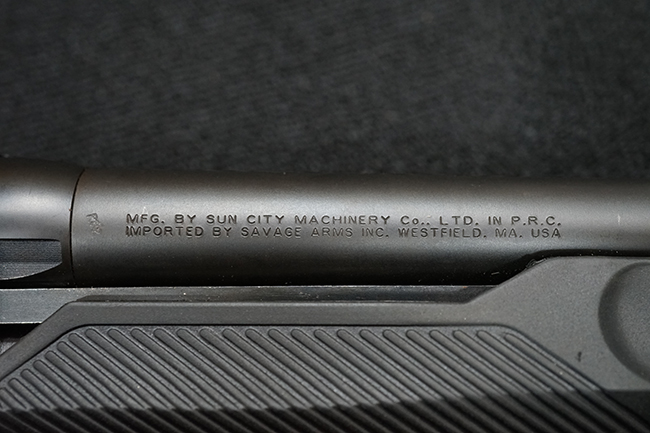 MFG. BY SUN CITY MACHINERY Co., LTD. IN P.R.C.
IMPORTED BY SAVAGE ARMS INC. WESTFIELD. MA. USA